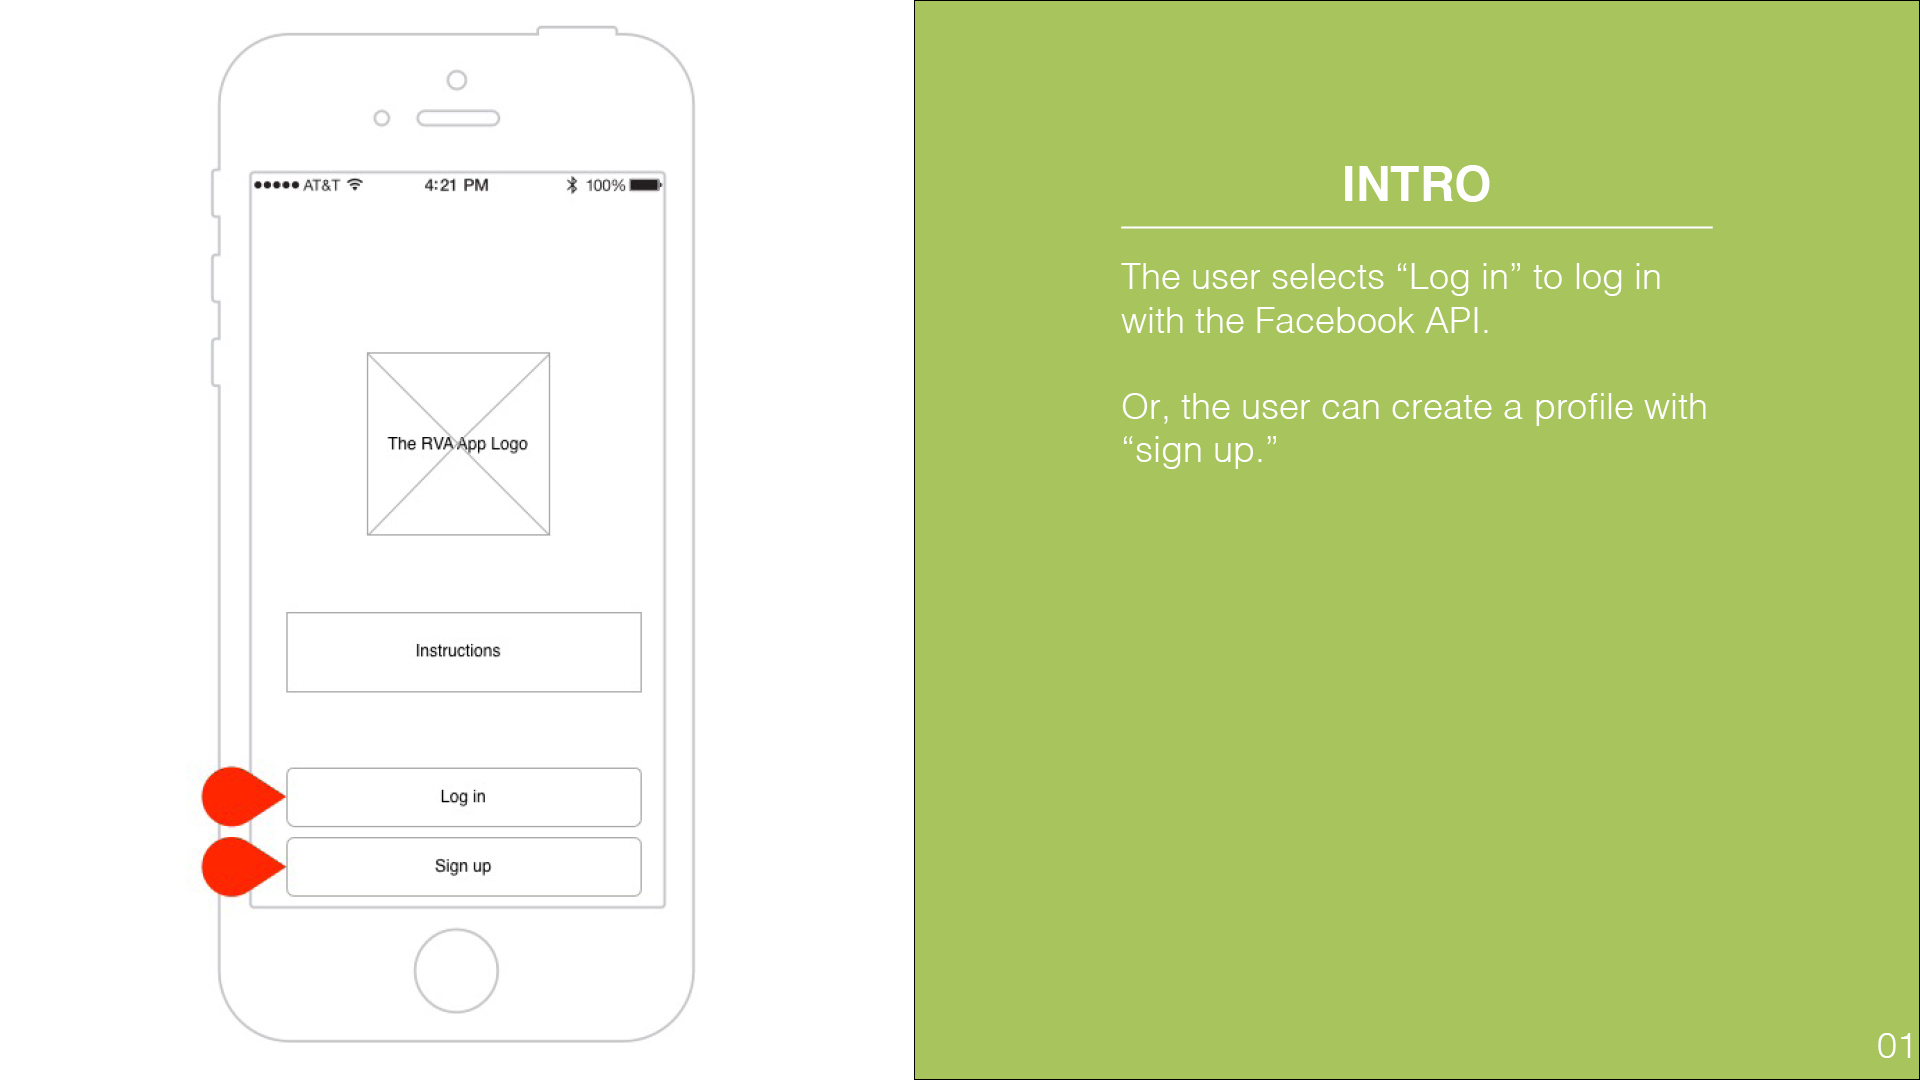 AT&T 4:21 PM 100%
The RVA App Logo
Instructions
Log in
Sign up
INTRO
The user selects “Log in” to log in
with the Facebook API.
Or, the user can create a profile with
“sign up.”
01